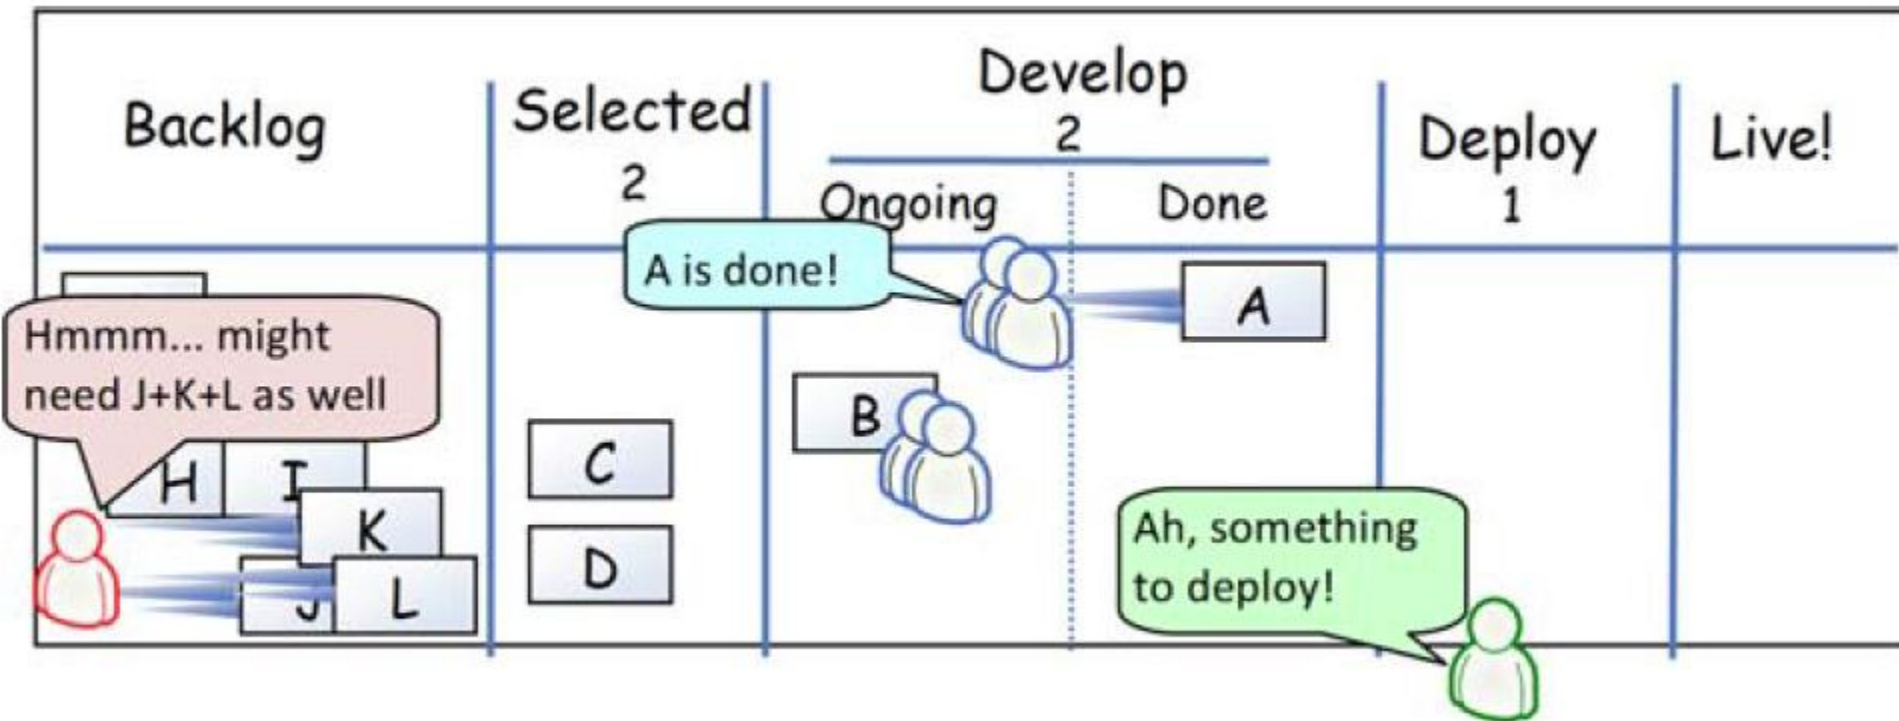 Backlog
Selected
2
Develop
2
Ongoing
Done
Deploy
1
Live!
A is done!
A
Hmmm... might
need J+K+L as well
B
H
I
K
J
L
C
D
Ah, something
to deploy!